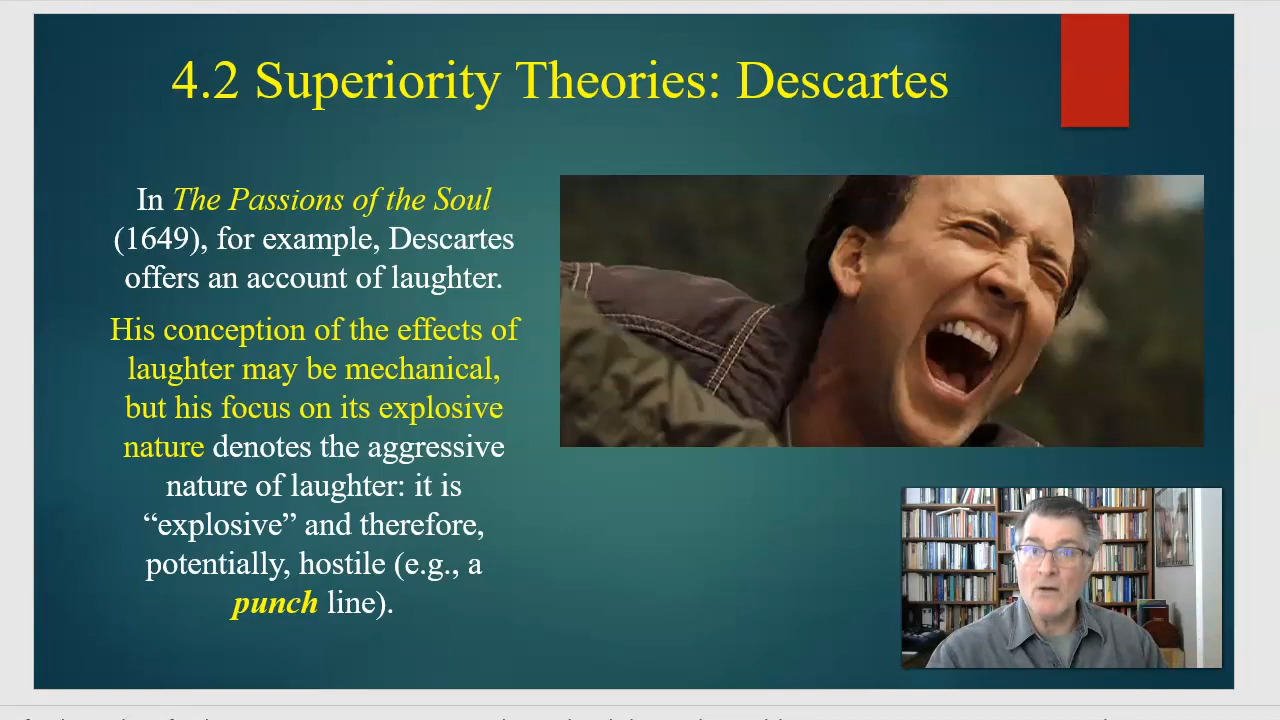 4.2 Superiority Theories: Descartes
In The Passions of the Soul
(1649), for example, Descartes
offers an account of laughter.
His conception of the effects of
laughter may be mechanical,
but his focus on its explosive
nature denotes the aggressive
nature of laughter: it is
“explosive” and therefore,
potentially, hostile (e.g., a
punch line).